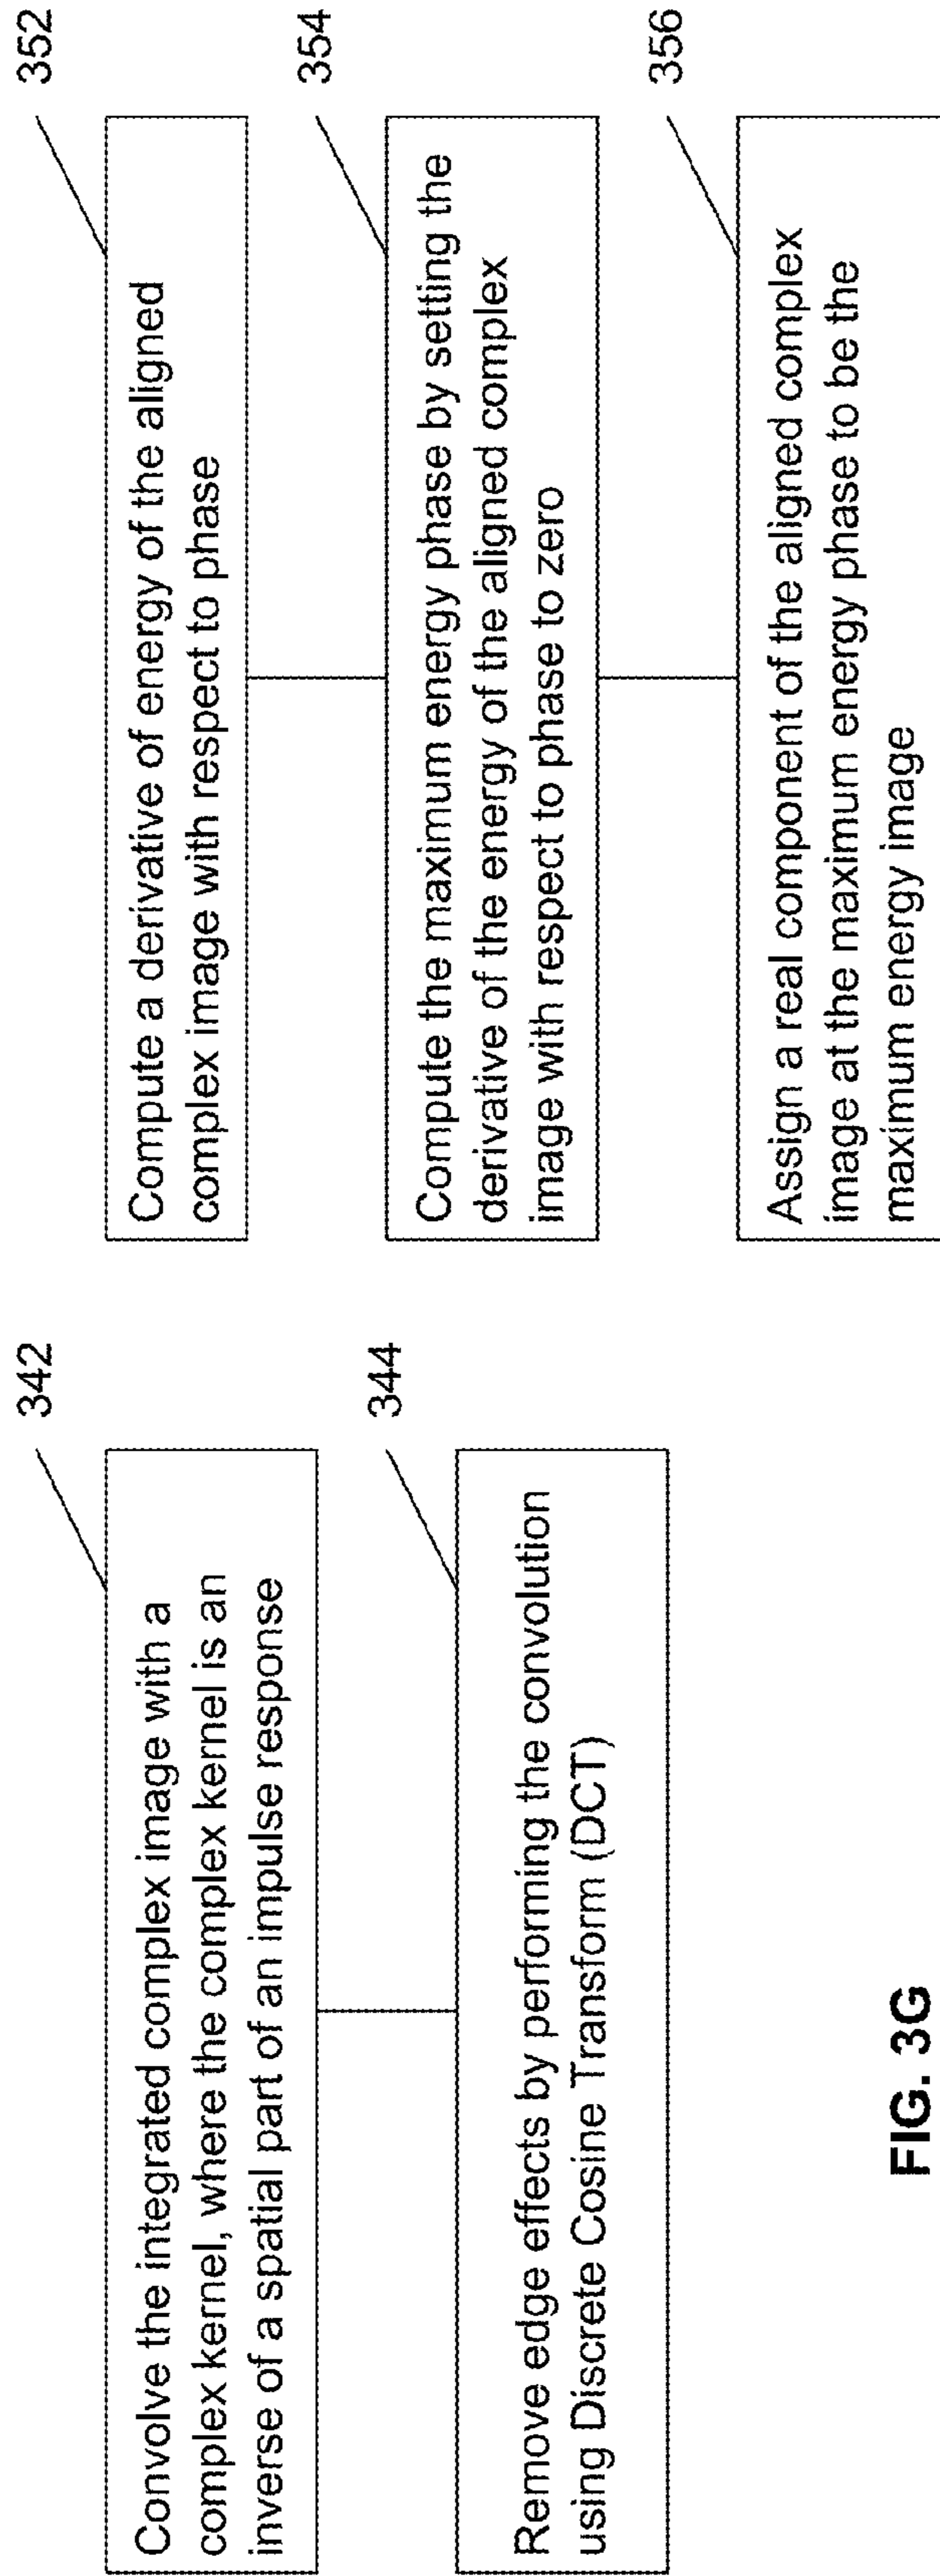 342
Convolve the integrated complex image with a
complex kernel, where the complex kernel is an
inverse of a spatial part of an impulse response
344
Remove edge effects by performing the convolution
using Discrete Cosine Transform (DCT)
FIG. 3G
352
Compute a derivative of energy of the aligned
complex image with respect to phase
354
Compute the maximum energy phase by setting the
derivative of the energy of the aligned complex
image with respect to phase to zero
356
Assign a real component of the aligned complex
image at the maximum energy phase to be the
maximum energy image